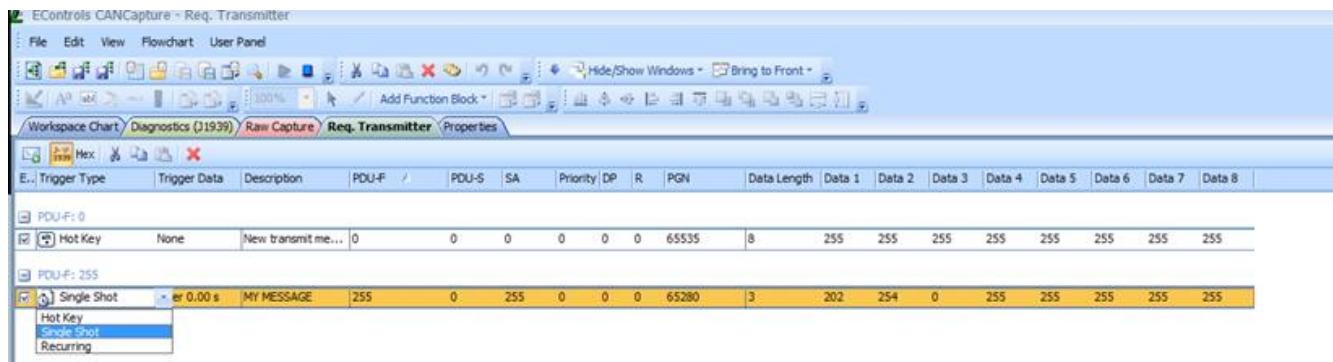 EControls CANCapture - Req. Transmitter
File Edit View Flowchart User Panel
Hide/Show Windows Bring to Front
100% Add Function Block
Workspace Chart Diagnostics (J1939) Raw Capture Req. Transmitter Properties
Hex
E.. Trigger Type Trigger Data Description PDU-F PDU-S SA Priority DP R PGN Data Length Data 1 Data 2 Data 3 Data 4 Data 5 Data 6 Data 7 Data 8
PDU-F: 0
Hot Key None New transmit me... 0 0 0 0 0 0 65535 8 255 255 255 255 255 255 255 255
PDU-F: 255
Single Shot er 0.00 s MY MESSAGE 255 0 255 0 0 0 65280 3 202 254 0 255 255 255 255 255
Hot Key
Single Shot
Recurring